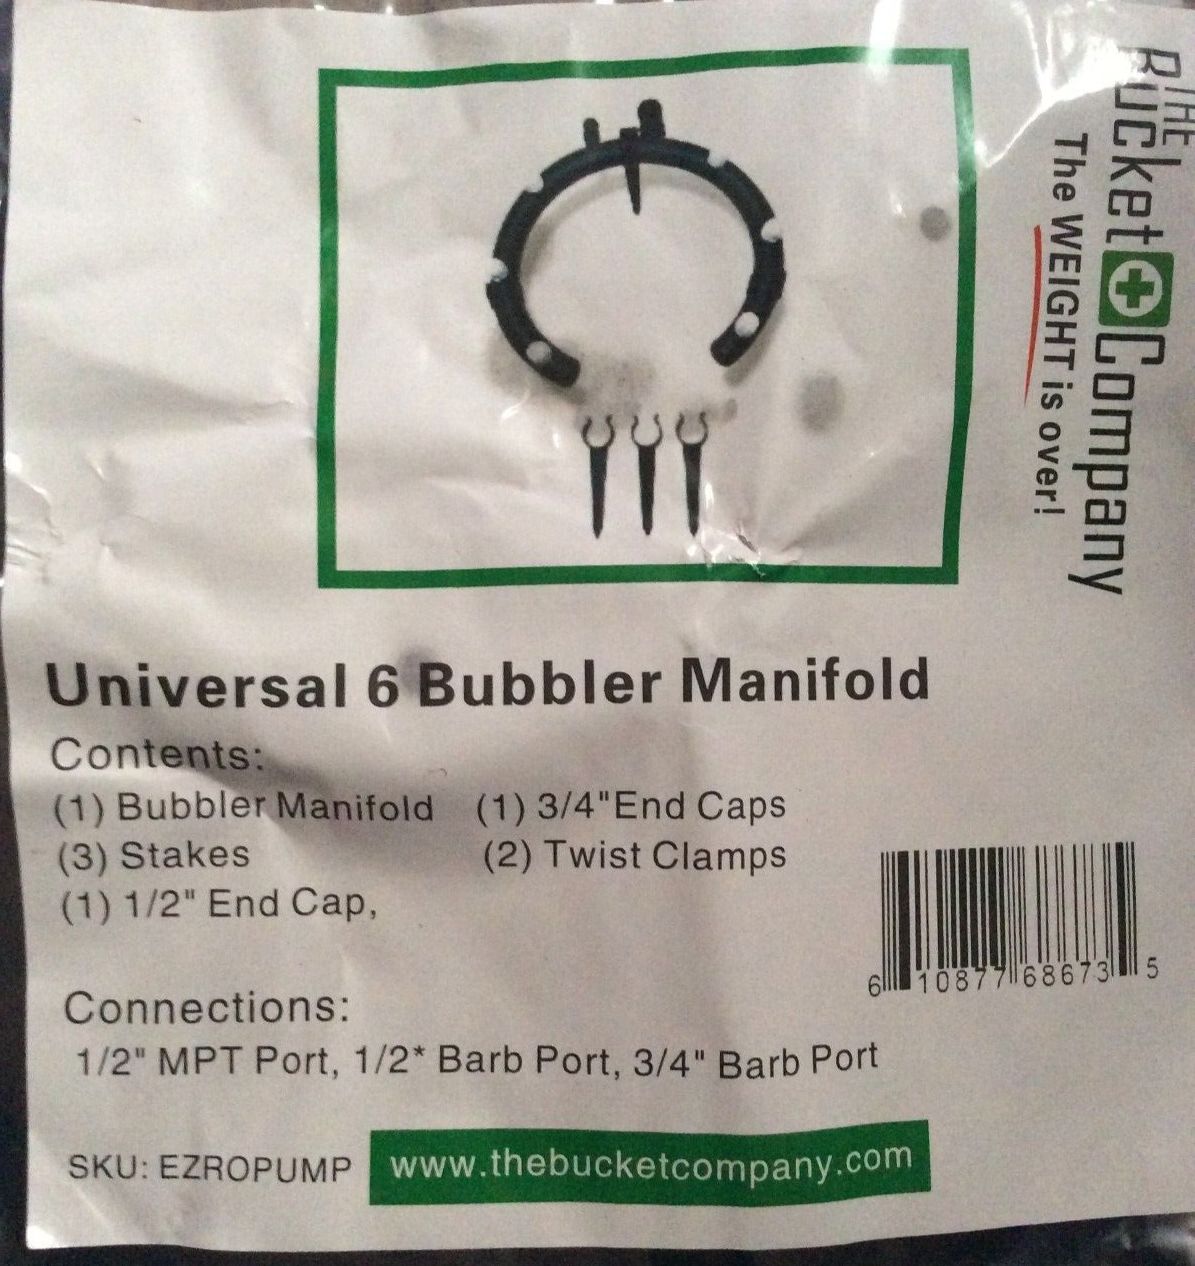 THE
Bucket Company
The WEIGHT is over!
Universal 6 Bubbler Manifold
Contents:
(1) Bubbler Manifold (1) 3/4"End Caps
(3) Stakes (2) Twist Clamps
(1) 1/2" End Cap,
6 10877 68673 5
Connections:
1/2" MPT Port, 1/2* Barb Port, 3/4" Barb Port
SKU: EZROPUMP www.thebucketcompany.com